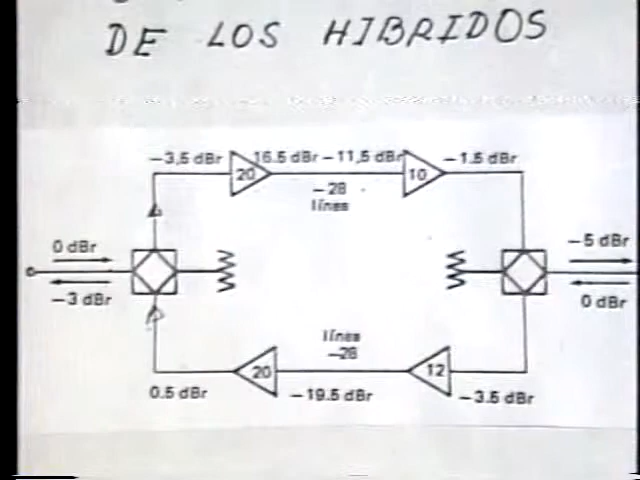 DE LOS HIBRIDOS
-3,5 dBr 16.5 dBr -11,5 dBr -1.5 dBr
20 10
-28
línes
0 dBr -5 dBr
-3 dBr 0 dBr
línes
-28
20 12
0.5 dBr -19.5 dBr -3.5 dBr